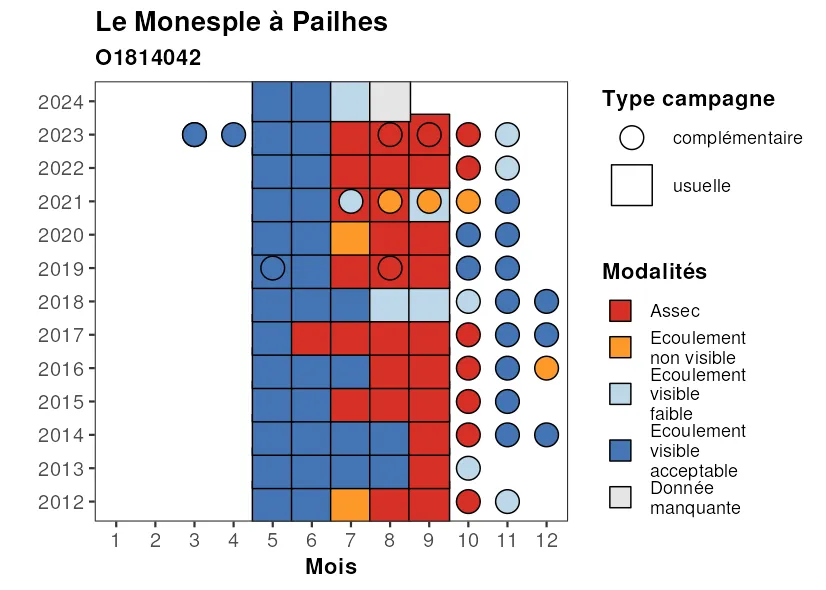 Le Monesple à Pailhes
O1814042
2024
2023
2022
2021
2020
2019
2018
2017
2016
2015
2014
2013
2012
1 2 3 4 5 6 7 8 9 10 11 12
Mois
Type campagne
complémentaire
usuelle
Modalités
Assec
Ecoulement
non visible
Ecoulement
visible
faible
Ecoulement
visible
acceptable
Donnée
manquante